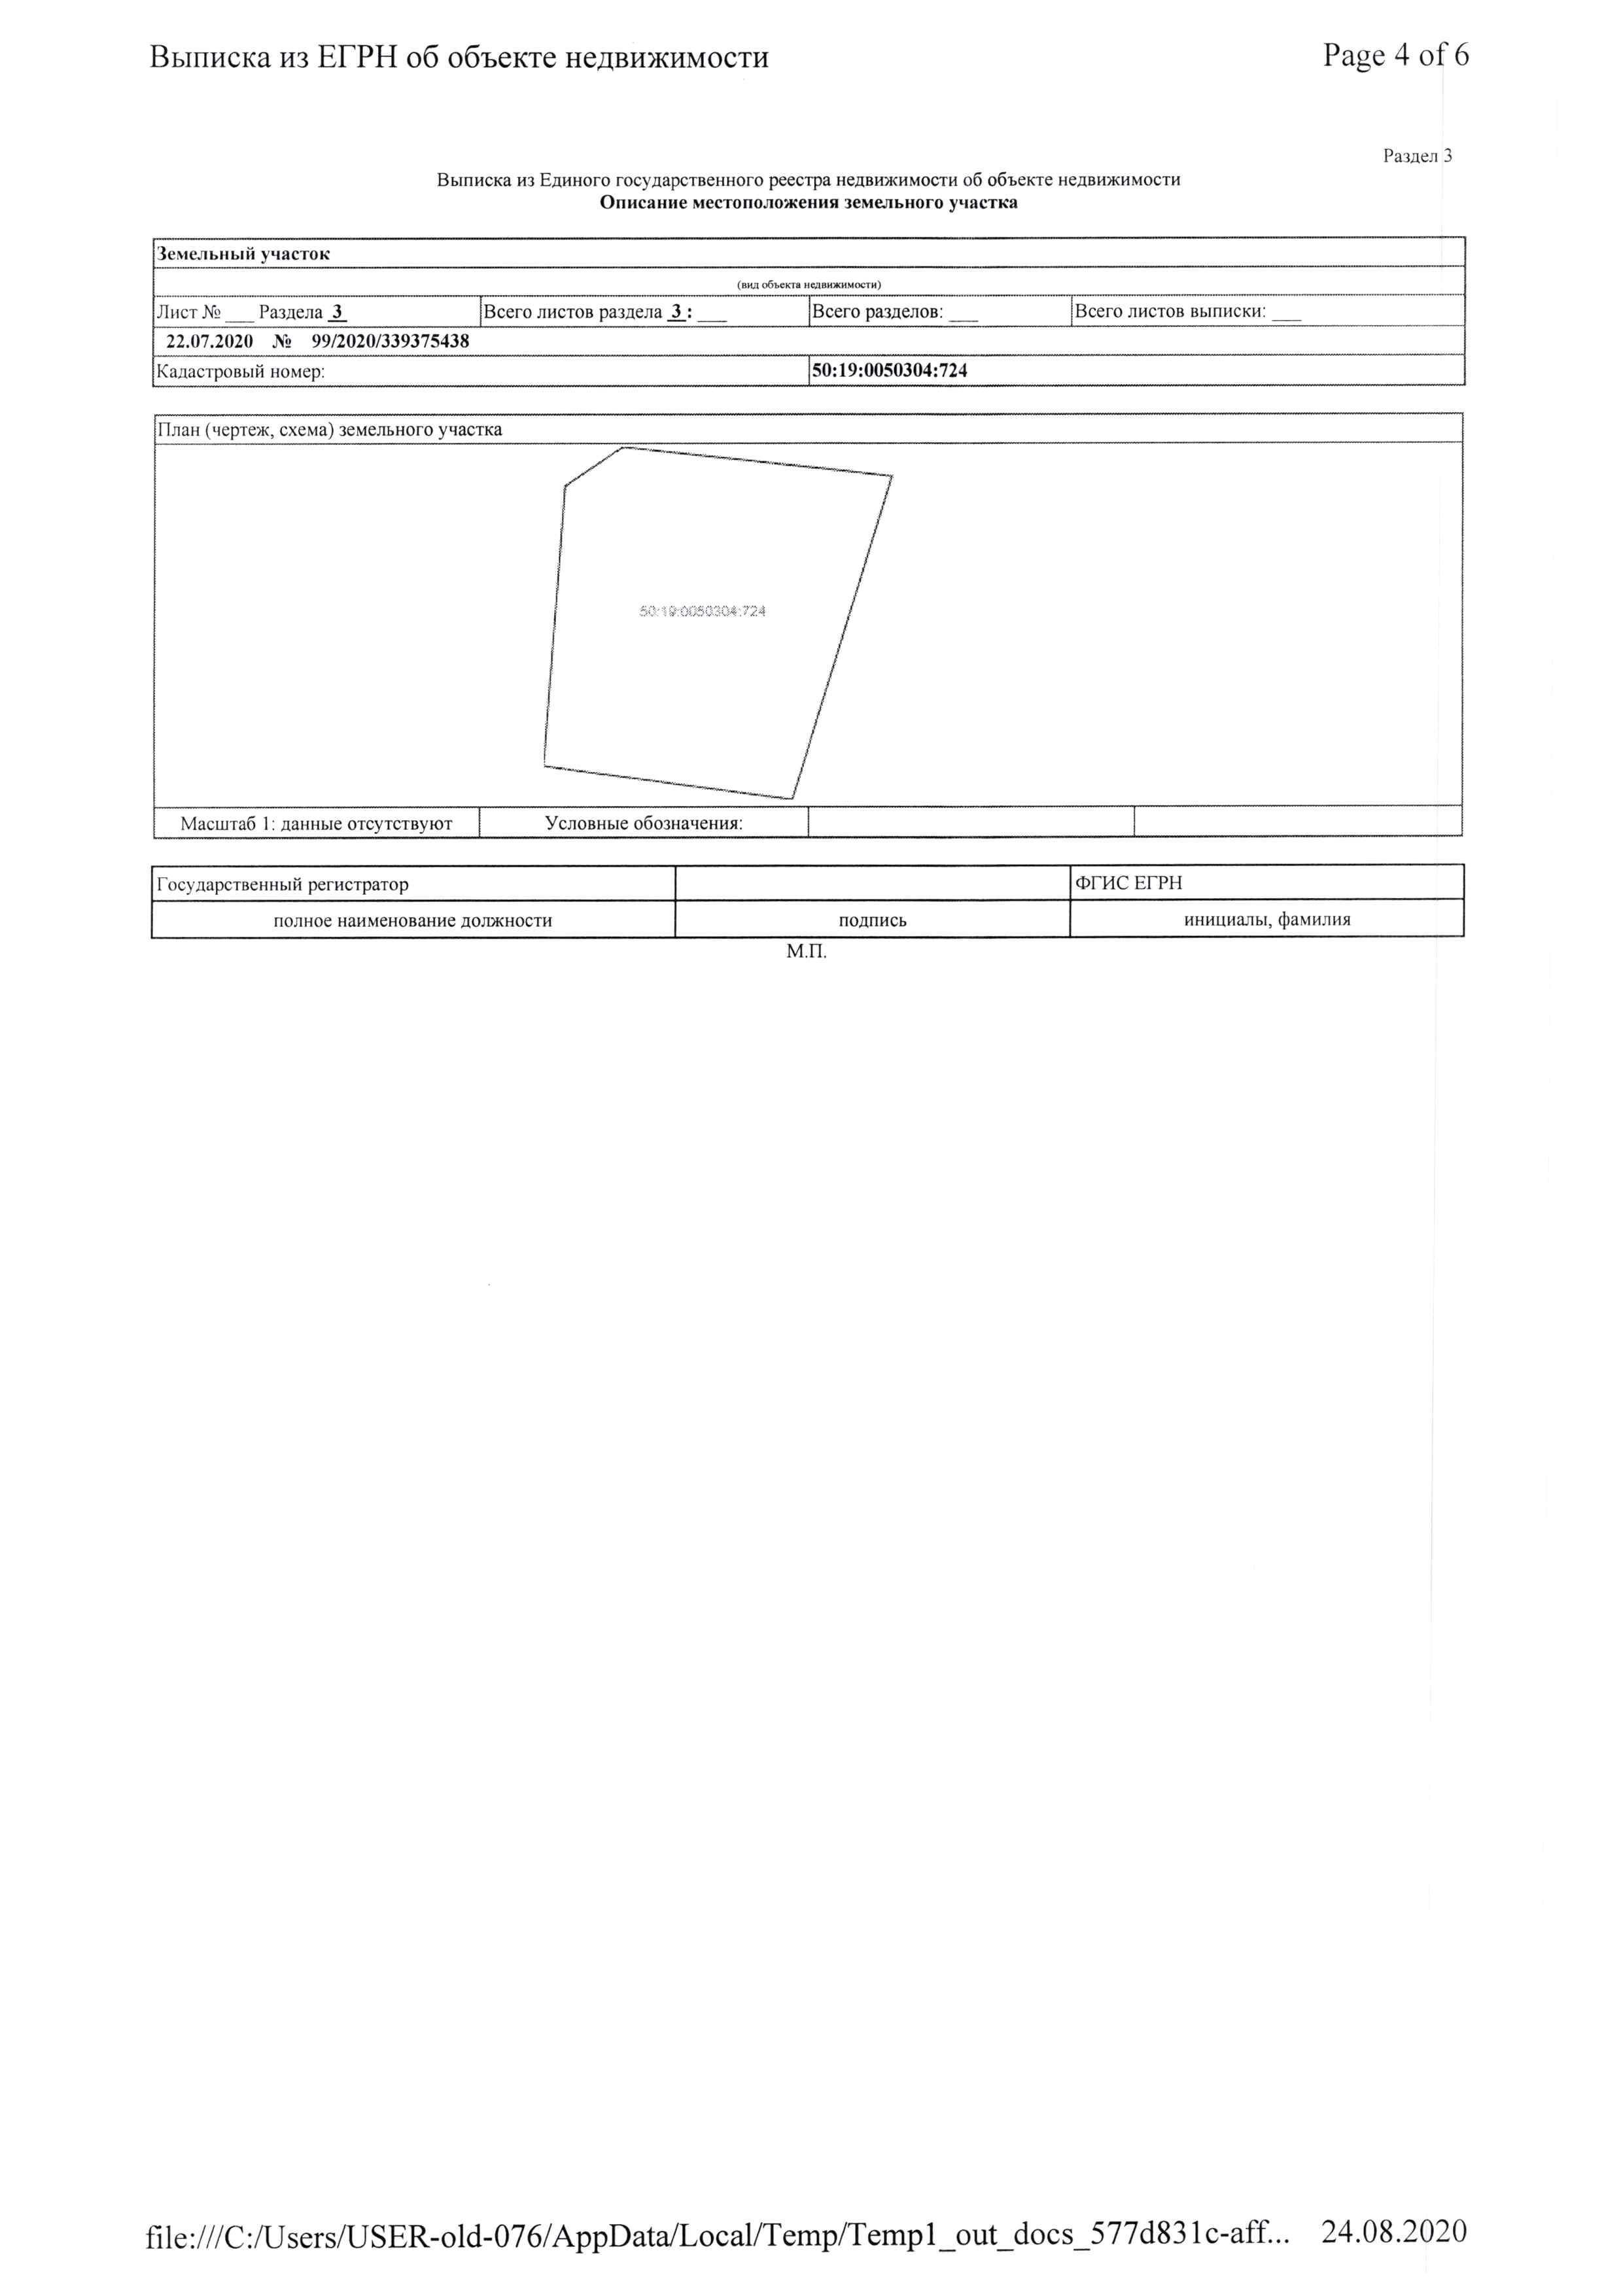 Выписка из ЕГРН об объекте недвижимости Page 4 of 6
Раздел 3
Выписка из Единого государственного реестра недвижимости об объекте недвижимости
Описание местоположения земельного участка
Земельный участок
(вид объекта недвижимости)
Лист № ___ Раздела 3 Всего листов раздела 3 : ___ Всего разделов: ___ Всего листов выписки: ___
22.07.2020 № 99/2020/339375438
Кадастровый номер: 50:19:0050304:724
План (чертеж, схема) земельного участка
50:19:0050304:724
Масштаб 1: данные отсутствуют Условные обозначения:
Государственный регистратор ФГИС ЕГРН
полное наименование должности подпись инициалы, фамилия
М.П.
file:///C:/Users/USER-old-076/AppData/Local/Temp/Temp1_out_docs_577d831c-aff... 24.08.2020